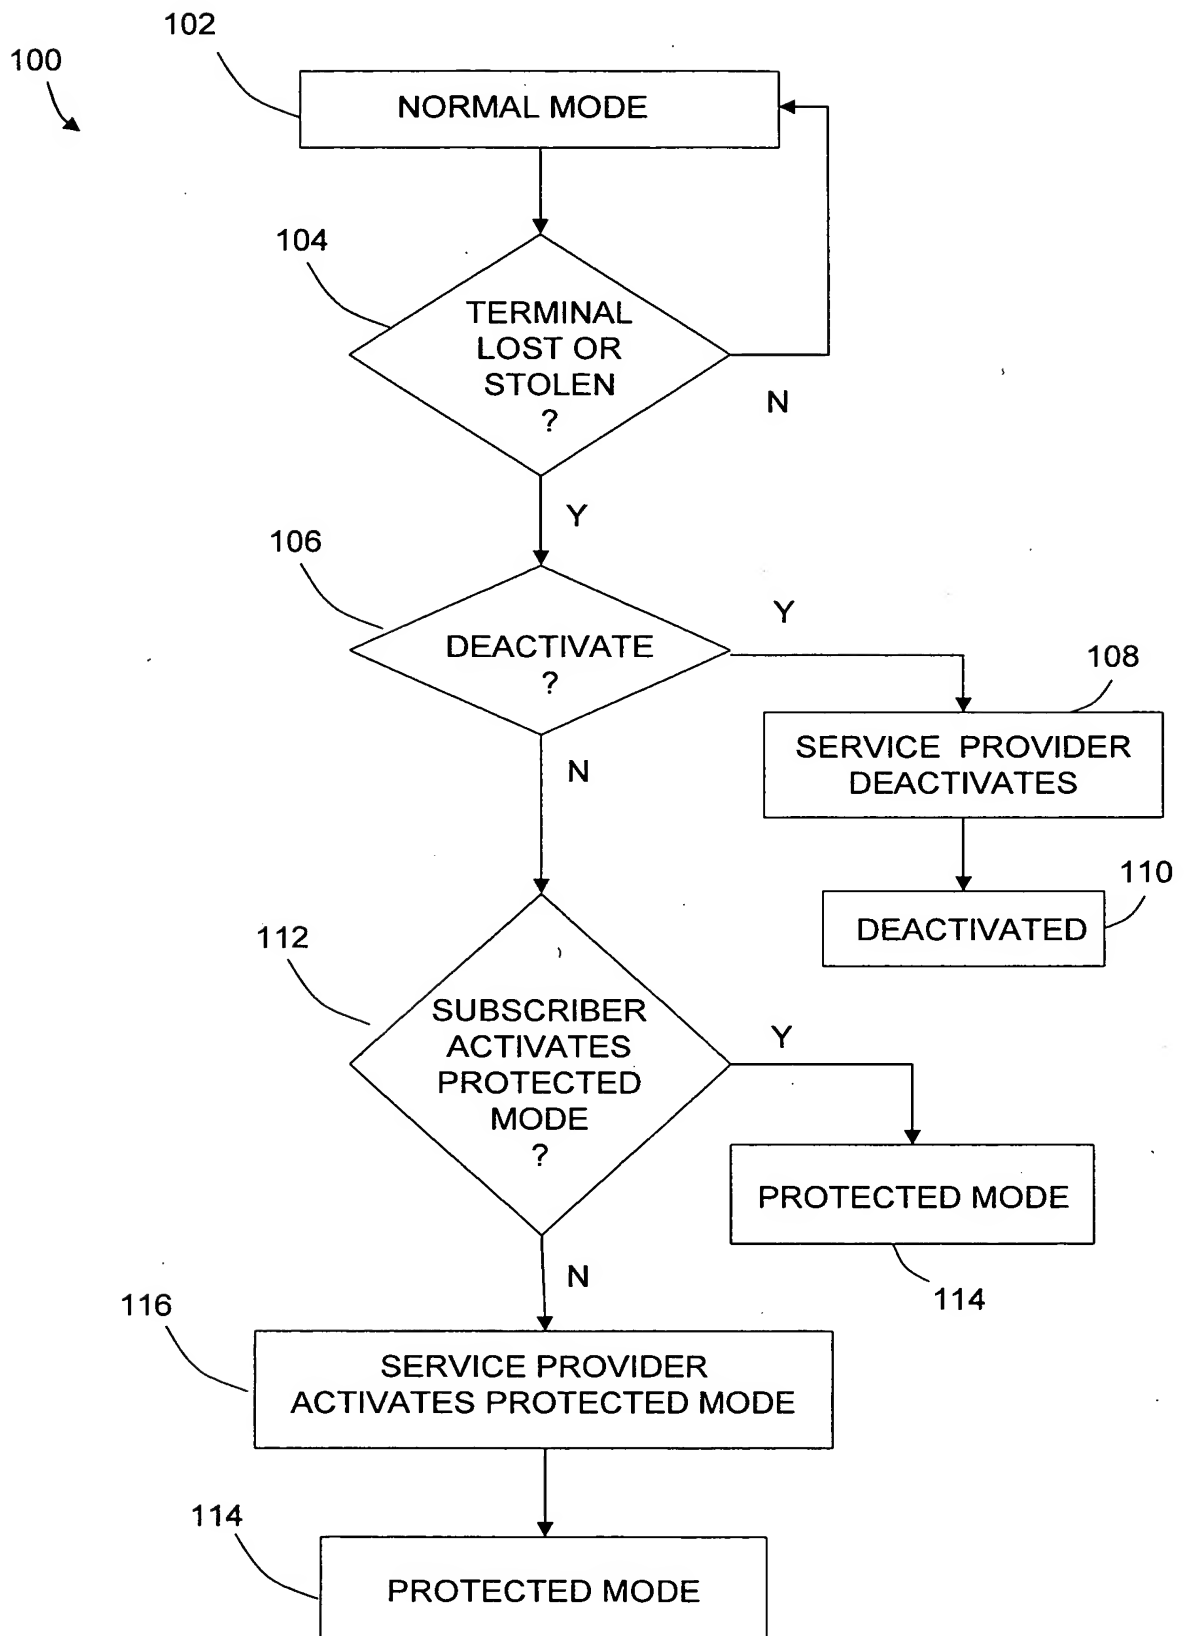 102
100
NORMAL MODE
104
TERMINAL
LOST OR
STOLEN
?
N
Y
106
DEACTIVATE
?
Y
108
SERVICE PROVIDER
DEACTIVATES
N
110
DEACTIVATED
112
SUBSCRIBER
ACTIVATES
PROTECTED
MODE
?
Y
PROTECTED MODE
114
N
116
SERVICE PROVIDER
ACTIVATES PROTECTED MODE
114
PROTECTED MODE